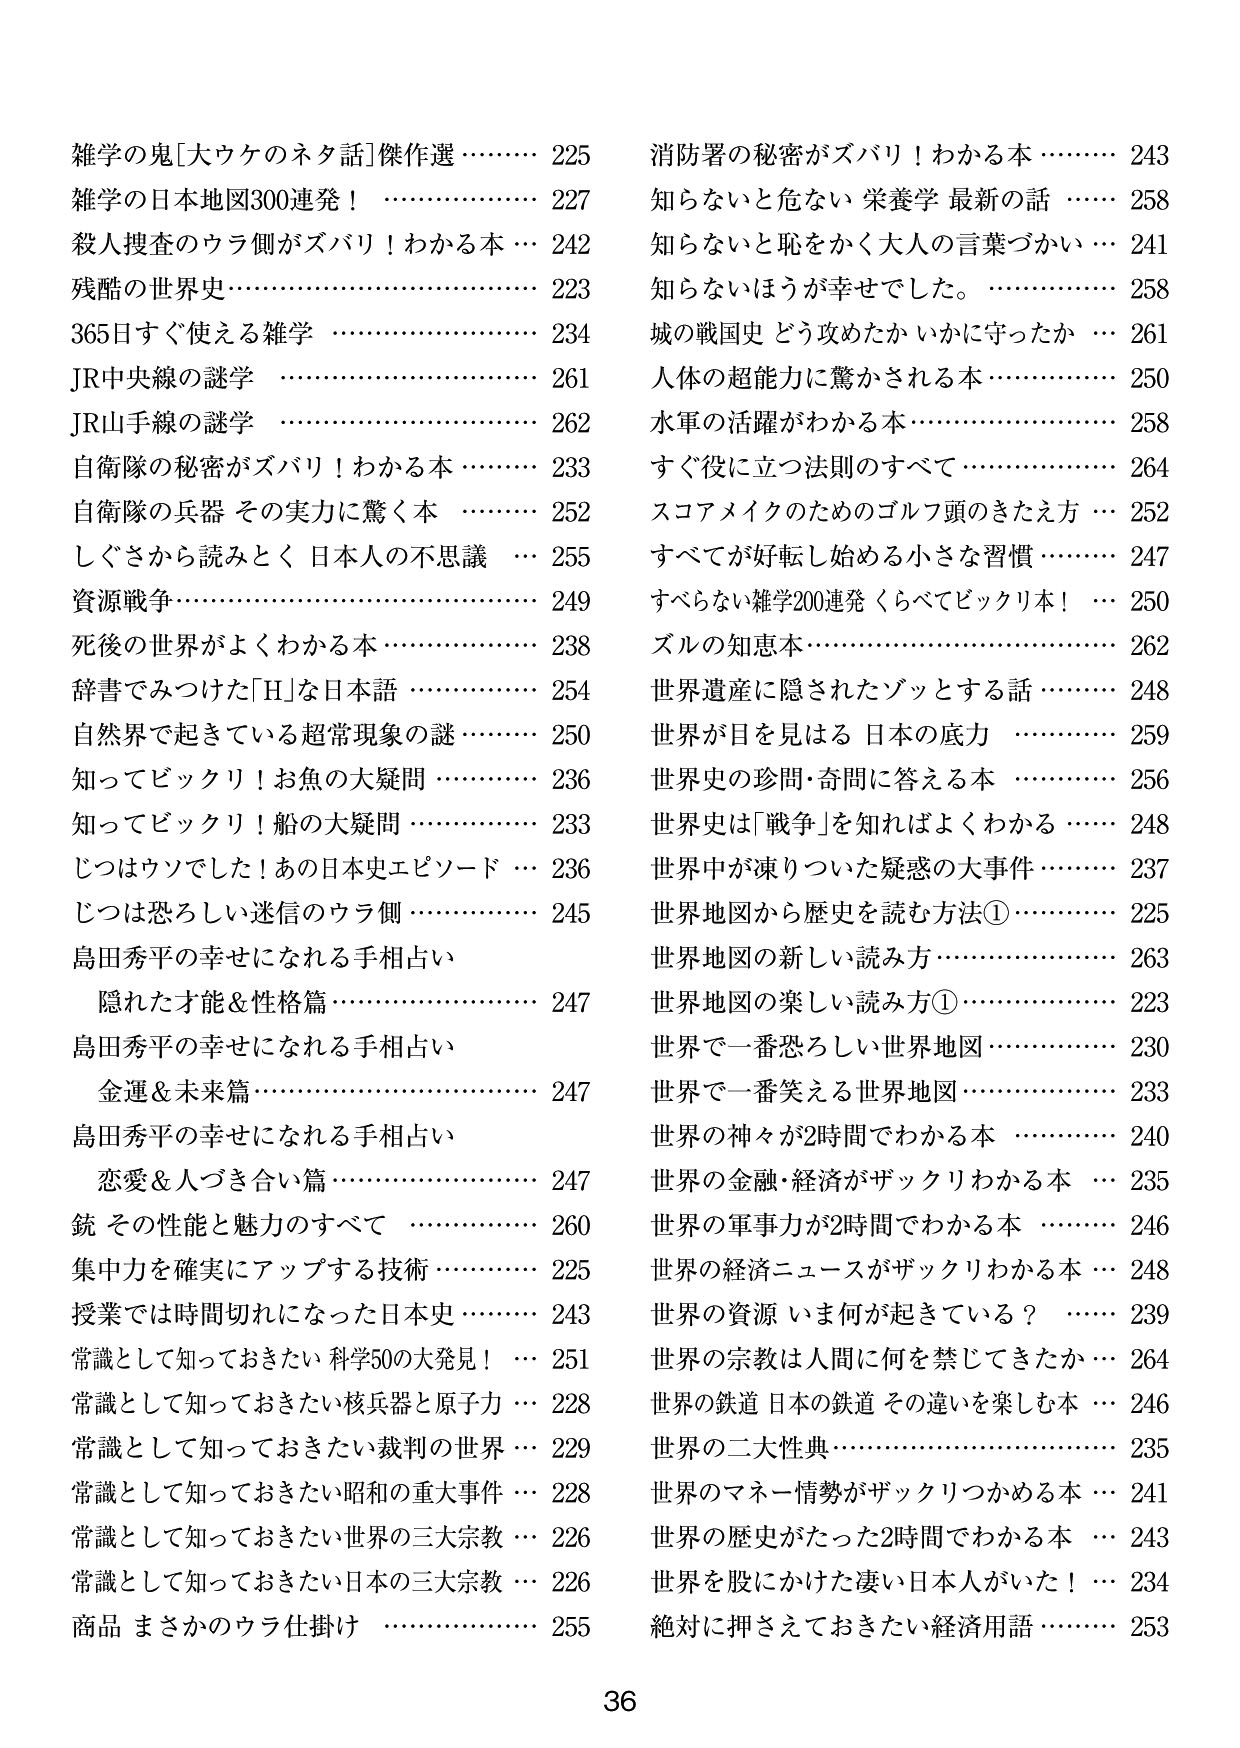 雑学の鬼[大ウケのネタ話]傑作選……… 225
雑学の日本地図300連発！ ……………… 227
殺人捜査のウラ側がズバリ！わかる本 … 242
残酷の世界史……………………………… 223
365日すぐ使える雑学 …………………… 234
JR中央線の謎学 ………………………… 261
JR山手線の謎学 ………………………… 262
自衛隊の秘密がズバリ！わかる本 ……… 233
自衛隊の兵器 その実力に驚く本 ……… 252
しぐさから読みとく 日本人の不思議 … 255
資源戦争…………………………………… 249
死後の世界がよくわかる本……………… 238
辞書でみつけた「H」な日本語 …………… 254
自然界で起きている超常現象の謎……… 250
知ってビックリ！お魚の大疑問 ………… 236
知ってビックリ！船の大疑問 …………… 233
じつはウソでした！あの日本史エピソード … 236
じつは恐ろしい迷信のウラ側…………… 245
島田秀平の幸せになれる手相占い
隠れた才能＆性格篇…………………… 247
島田秀平の幸せになれる手相占い
金運＆未来篇…………………………… 247
島田秀平の幸せになれる手相占い
恋愛＆人づき合い篇…………………… 247
銃 その性能と魅力のすべて …………… 260
集中力を確実にアップする技術………… 225
授業では時間切れになった日本史……… 243
常識として知っておきたい 科学50の大発見！ … 251
常識として知っておきたい核兵器と原子力 … 228
常識として知っておきたい裁判の世界 … 229
常識として知っておきたい昭和の重大事件 … 228
常識として知っておきたい世界の三大宗教 … 226
常識として知っておきたい日本の三大宗教 … 226
商品 まさかのウラ仕掛け ……………… 255
消防署の秘密がズバリ！わかる本 ……… 243
知らないと危ない 栄養学 最新の話 …… 258
知らないと恥をかく大人の言葉づかい … 241
知らないほうが幸せでした。…………… 258
城の戦国史 どう攻めたか いかに守ったか … 261
人体の超能力に驚かされる本…………… 250
水軍の活躍がわかる本…………………… 258
すぐ役に立つ法則のすべて……………… 264
スコアメイクのためのゴルフ頭のきたえ方 … 252
すべてが好転し始める小さな習慣……… 247
すべらない雑学200連発 くらべてビックリ本！ … 250
ズルの知恵本……………………………… 262
世界遺産に隠されたゾッとする話……… 248
世界が目を見はる 日本の底力 ………… 259
世界史の珍問・奇問に答える本 ………… 256
世界史は「戦争」を知ればよくわかる …… 248
世界中が凍りついた疑惑の大事件……… 237
世界地図から歴史を読む方法①………… 225
世界地図の新しい読み方………………… 263
世界地図の楽しい読み方①……………… 223
世界で一番恐ろしい世界地図…………… 230
世界で一番笑える世界地図……………… 233
世界の神々が2時間でわかる本 ………… 240
世界の金融・経済がザックリわかる本 … 235
世界の軍事力が2時間でわかる本 ……… 246
世界の経済ニュースがザックリわかる本 … 248
世界の資源 いま何が起きている？ …… 239
世界の宗教は人間に何を禁じてきたか … 264
世界の鉄道 日本の鉄道 その違いを楽しむ本 … 246
世界の二大性典…………………………… 235
世界のマネー情勢がザックリつかめる本 … 241
世界の歴史がたった2時間でわかる本 … 243
世界を股にかけた凄い日本人がいた！ … 234
絶対に押さえておきたい経済用語……… 253
36